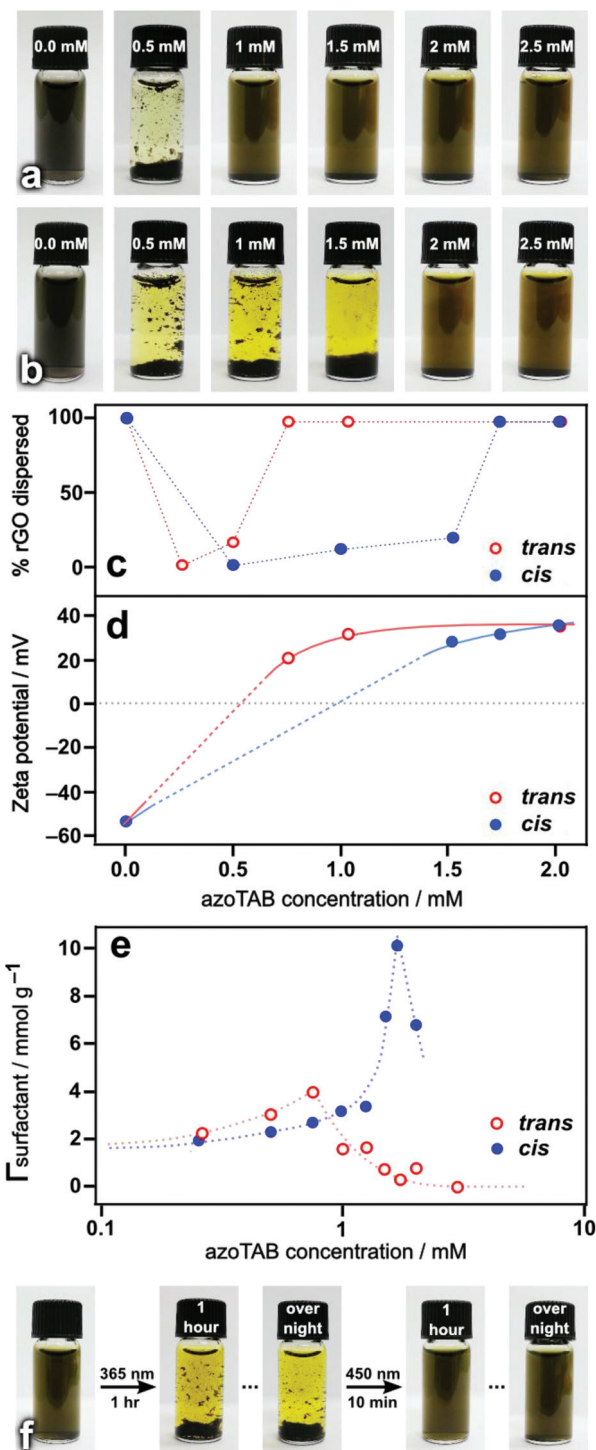 0.0 mM 0.5 mM 1 mM 1.5 mM 2 mM 2.5 mM
a
0.0 mM 0.5 mM 1 mM 1.5 mM 2 mM 2.5 mM
b
100
50
0
% rGO dispersed
c
trans
cis
40
20
0
−20
−40
−60
Zeta potential / mV
d
trans
cis
0.0 0.5 1.0 1.5 2.0
azoTAB concentration / mM
e
10
8
6
4
2
0
Γsurfactant / mmol g⁻¹
trans
cis
0.1 1 10
azoTAB concentration / mM
f
365 nm
1 hr
1
hour
...
over
night
450 nm
10 min
1
hour
...
over
night